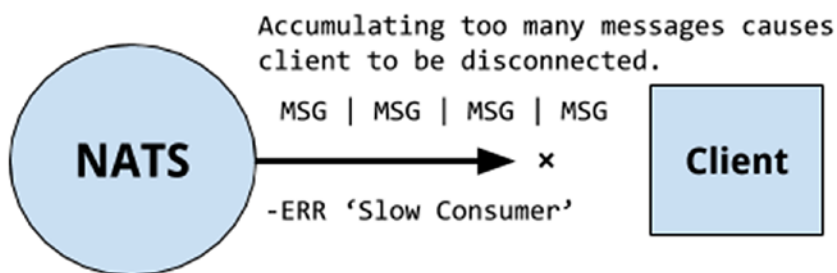 Accumulating too many messages causes
client to be disconnected.
MSG | MSG | MSG | MSG
NATS
×
Client
-ERR ‘Slow Consumer’